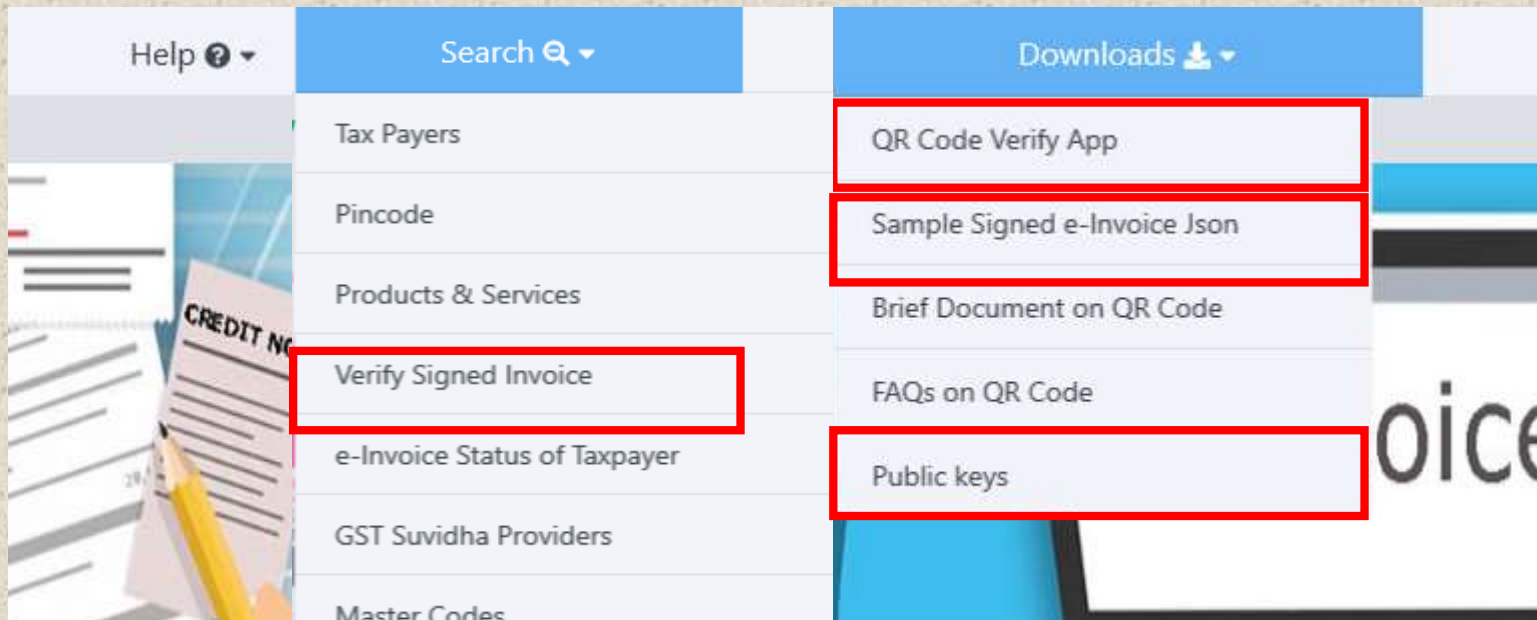 Help
Search
Tax Payers
Pincode
Products & Services
Verify Signed Invoice
e-Invoice Status of Taxpayer
GST Suvidha Providers
Master Codes
Downloads
QR Code Verify App
Sample Signed e-Invoice Json
Brief Document on QR Code
FAQs on QR Code
Public keys
CREDIT NO
oice